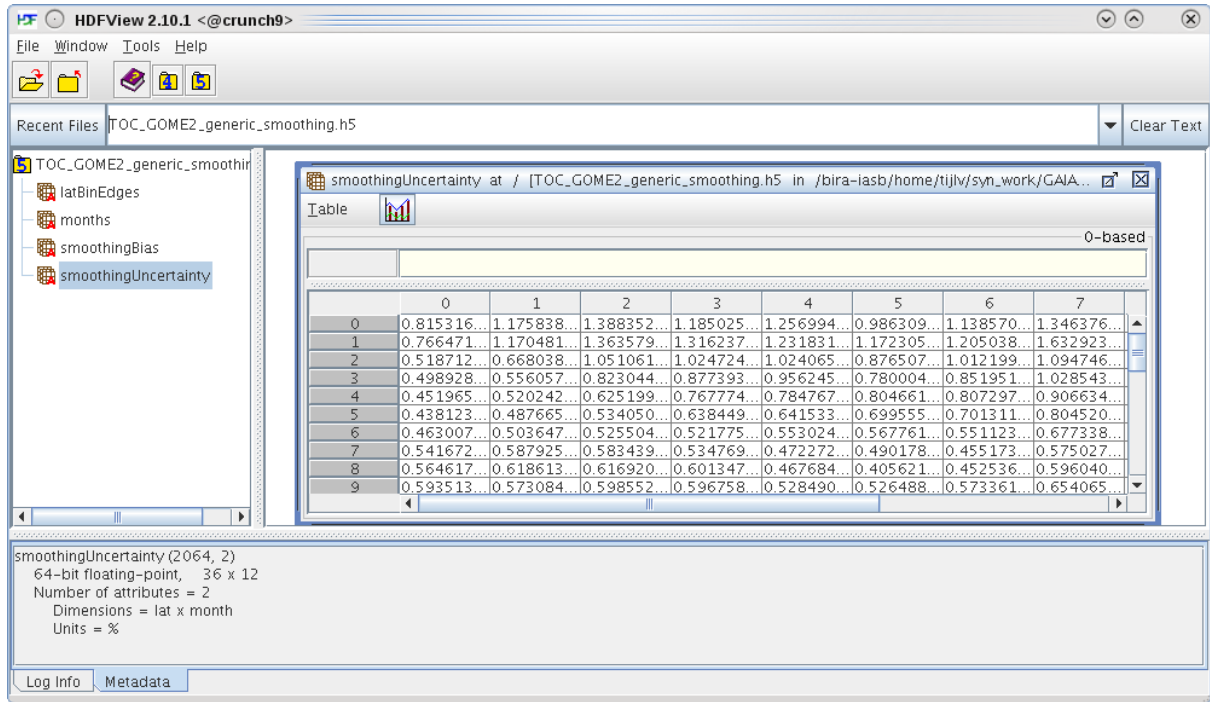 HDF HDFView 2.10.1 <@crunch9>
File Window Tools Help
4 5
Recent Files TOC_GOME2_generic_smoothing.h5 Clear Text
5 TOC_GOME2_generic_smoothin
latBinEdges
months
smoothingBias
smoothingUncertainty
smoothingUncertainty at / [TOC_GOME2_generic_smoothing.h5 in /bira-iasb/home/tijlv/syn_work/GAIA...
Table
0-based
0 1 2 3 4 5 6 7
0 0.815316... 1.175838... 1.388352... 1.185025... 1.256994... 0.986309... 1.138570... 1.346376...
1 0.766471... 1.170481... 1.363579... 1.316237... 1.231831... 1.172305... 1.205038... 1.632923...
2 0.518712... 0.668038... 1.051061... 1.024724... 1.024065... 0.876507... 1.012199... 1.094746...
3 0.498928... 0.556057... 0.823044... 0.877393... 0.956245... 0.780004... 0.851951... 1.028543...
4 0.451965... 0.520242... 0.625199... 0.767774... 0.784767... 0.804661... 0.807297... 0.906634...
5 0.438123... 0.487665... 0.534050... 0.638449... 0.641533... 0.699555... 0.701311... 0.804520...
6 0.463007... 0.503647... 0.525504... 0.521775... 0.553024... 0.567761... 0.551123... 0.677338...
7 0.541672... 0.587925... 0.583439... 0.534769... 0.472272... 0.490178... 0.455173... 0.575027...
8 0.564617... 0.618613... 0.616920... 0.601347... 0.467684... 0.405621... 0.452536... 0.596040...
9 0.593513... 0.573084... 0.598552... 0.596758... 0.528490... 0.526488... 0.573361... 0.654065...
smoothingUncertainty (2064, 2)
64-bit floating-point, 36 x 12
Number of attributes = 2
Dimensions = lat x month
Units = %
Log Info Metadata